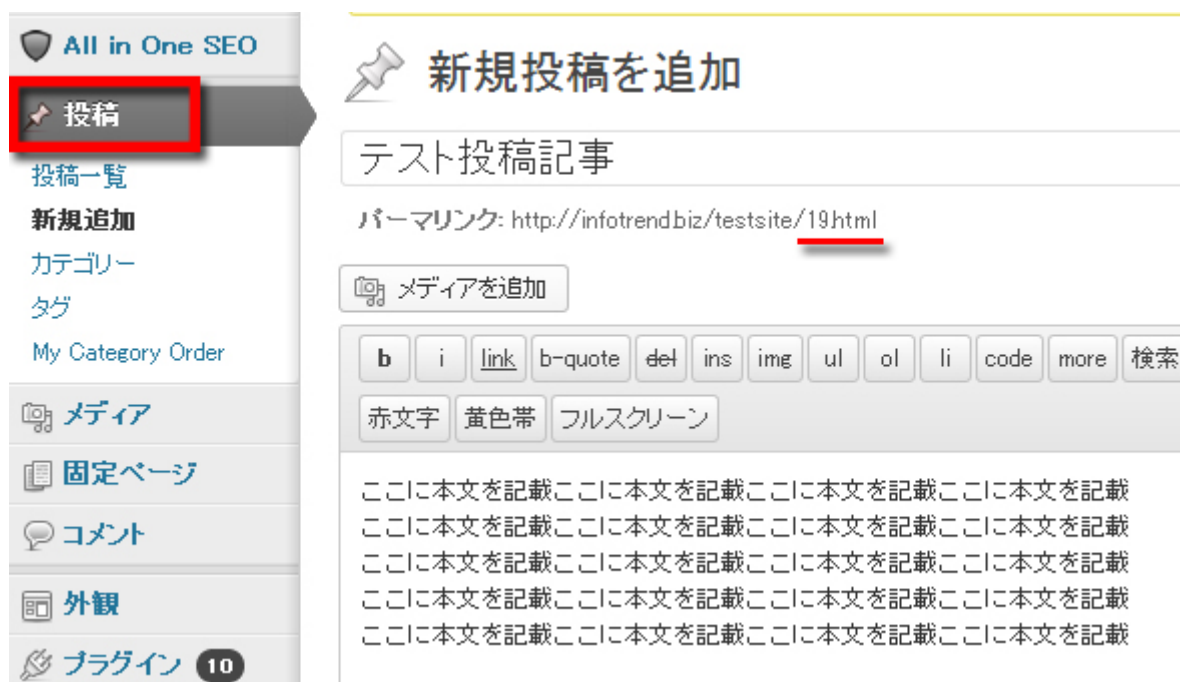 All in One SEO
投稿
投稿一覧
新規追加
カテゴリー
タグ
My Category Order
メディア
固定ページ
コメント
外観
プラグイン 10
新規投稿を追加
テスト投稿記事
パーマリンク: http://infotrend.biz/testsite/19.html
メディアを追加
b i link b-quote del ins img ul ol li code more 検索
赤文字 黄色帯 フルスクリーン
ここに本文を記載ここに本文を記載ここに本文を記載ここに本文を記載
ここに本文を記載ここに本文を記載ここに本文を記載ここに本文を記載
ここに本文を記載ここに本文を記載ここに本文を記載ここに本文を記載
ここに本文を記載ここに本文を記載ここに本文を記載ここに本文を記載
ここに本文を記載ここに本文を記載ここに本文を記載ここに本文を記載